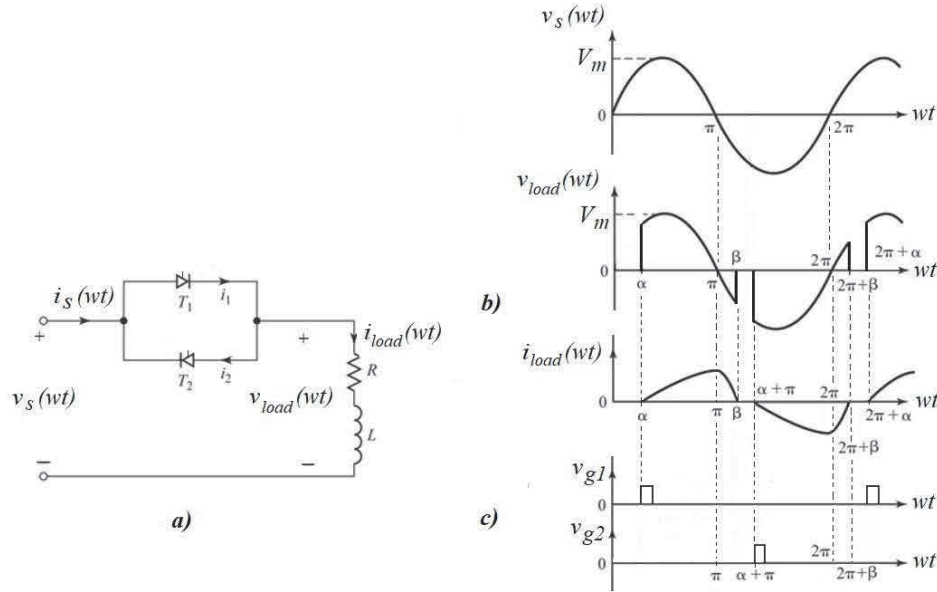 v_s(wt)
V_m
0
π
2π
wt
v_load(wt)
V_m
0
α
π
β
2π
2π+β
2π+α
wt
b)
i_load(wt)
0
α
π
β
α+π
2π
2π+β
2π+α
wt
c)
v_g1
0
wt
v_g2
0
π
α+π
2π
2π+β
wt
T_1
i_1
i_s(wt)
+
T_2
i_2
+
i_load(wt)
R
v_s(wt)
v_load(wt)
L
−
−
a)